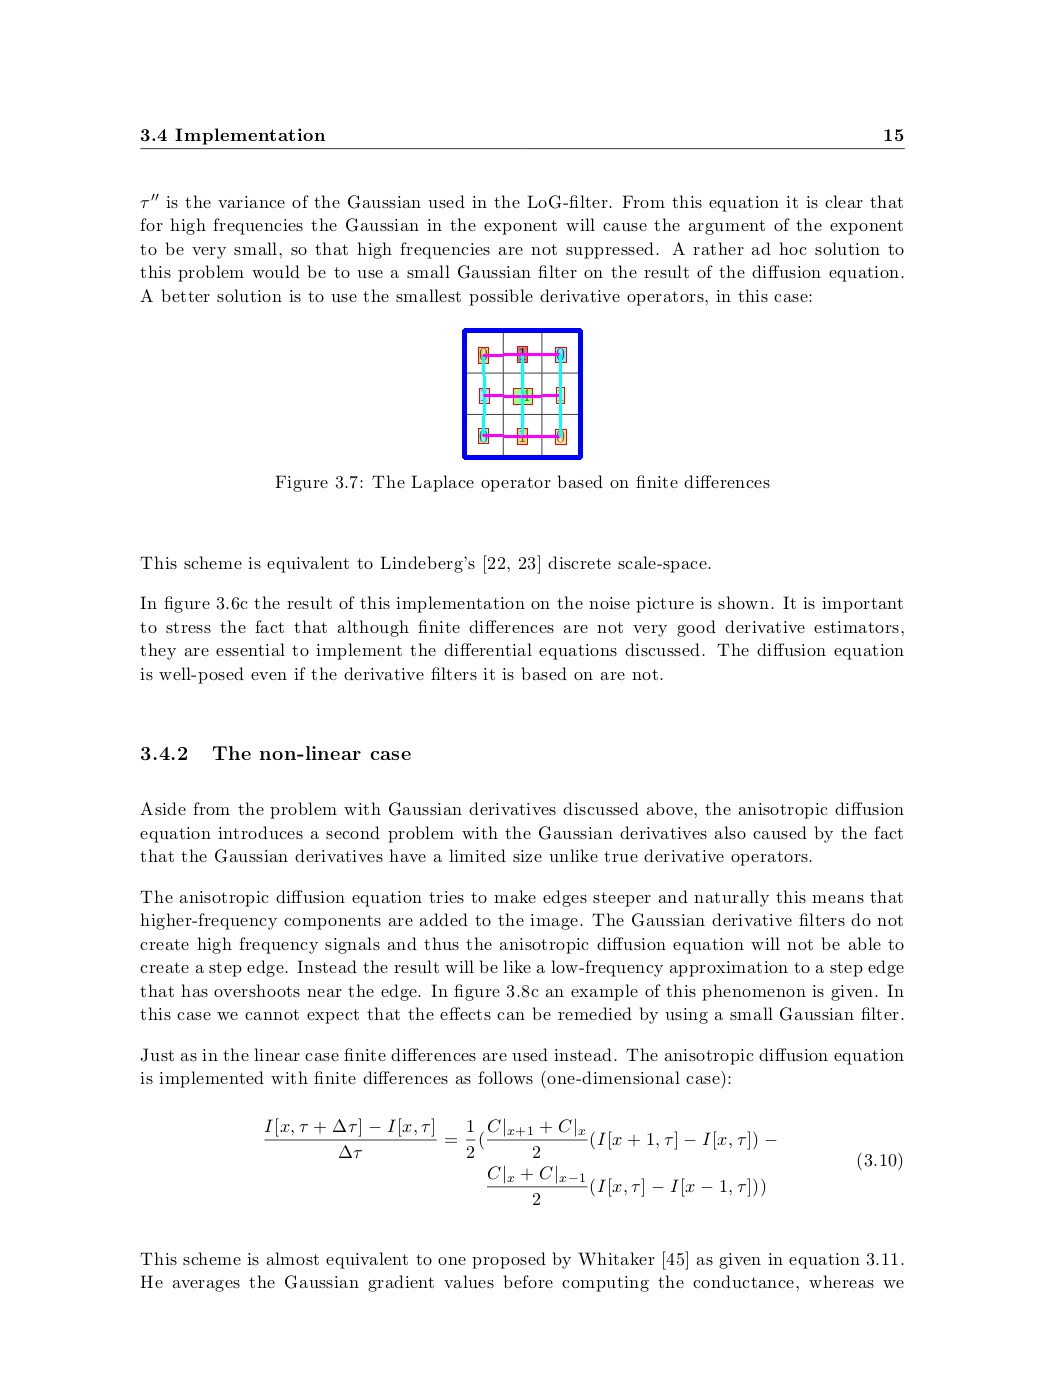 3.4 Implementation 15
τ′′ is the variance of the Gaussian used in the LoG-filter. From this equation it is clear that
for high frequencies the Gaussian in the exponent will cause the argument of the exponent
to be very small, so that high frequencies are not suppressed. A rather ad hoc solution to
this problem would be to use a small Gaussian filter on the result of the diffusion equation.
A better solution is to use the smallest possible derivative operators, in this case:
0 1 0
1 1
0 1 0
Figure 3.7: The Laplace operator based on finite differences
This scheme is equivalent to Lindeberg's [22, 23] discrete scale-space.
In figure 3.6c the result of this implementation on the noise picture is shown. It is important
to stress the fact that although finite differences are not very good derivative estimators,
they are essential to implement the differential equations discussed. The diffusion equation
is well-posed even if the derivative filters it is based on are not.
3.4.2 The non-linear case
Aside from the problem with Gaussian derivatives discussed above, the anisotropic diffusion
equation introduces a second problem with the Gaussian derivatives also caused by the fact
that the Gaussian derivatives have a limited size unlike true derivative operators.
The anisotropic diffusion equation tries to make edges steeper and naturally this means that
higher-frequency components are added to the image. The Gaussian derivative filters do not
create high frequency signals and thus the anisotropic diffusion equation will not be able to
create a step edge. Instead the result will be like a low-frequency approximation to a step edge
that has overshoots near the edge. In figure 3.8c an example of this phenomenon is given. In
this case we cannot expect that the effects can be remedied by using a small Gaussian filter.
Just as in the linear case finite differences are used instead. The anisotropic diffusion equation
is implemented with finite differences as follows (one-dimensional case):
I[x, τ + Δτ] − I[x, τ] / Δτ = 1/2 (C|x+1 + C|x / 2 (I[x + 1, τ] − I[x, τ]) −
C|x + C|x−1 / 2 (I[x, τ] − I[x − 1, τ]))
(3.10)
This scheme is almost equivalent to one proposed by Whitaker [45] as given in equation 3.11.
He averages the Gaussian gradient values before computing the conductance, whereas we